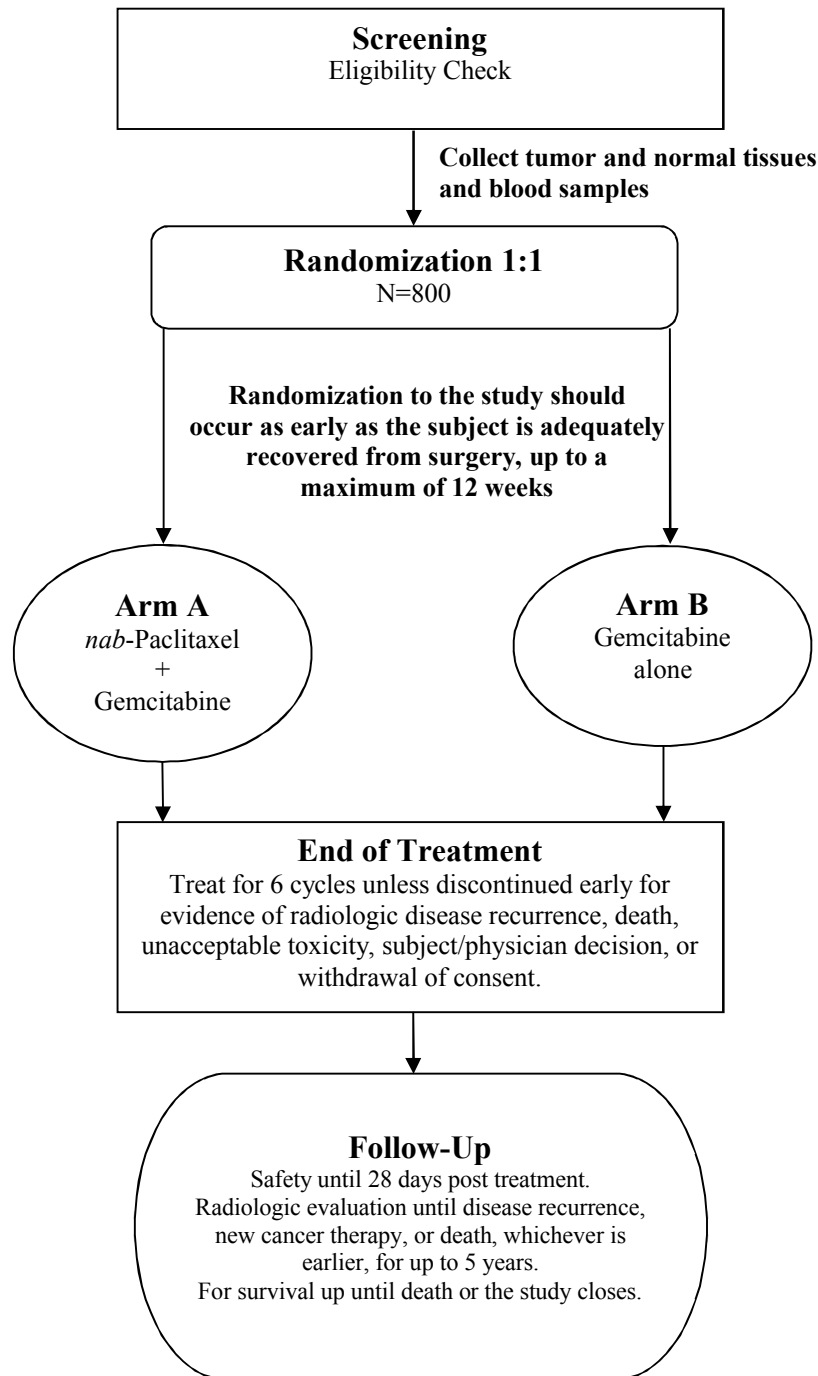 Screening
Eligibility Check
Collect tumor and normal tissues
and blood samples
Randomization 1:1
N=800
Randomization to the study should
occur as early as the subject is adequately
recovered from surgery, up to a
maximum of 12 weeks
Arm A
nab-Paclitaxel
+
Gemcitabine
Arm B
Gemcitabine
alone
End of Treatment
Treat for 6 cycles unless discontinued early for
evidence of radiologic disease recurrence, death,
unacceptable toxicity, subject/physician decision, or
withdrawal of consent.
Follow-Up
Safety until 28 days post treatment.
Radiologic evaluation until disease recurrence,
new cancer therapy, or death, whichever is
earlier, for up to 5 years.
For survival up until death or the study closes.